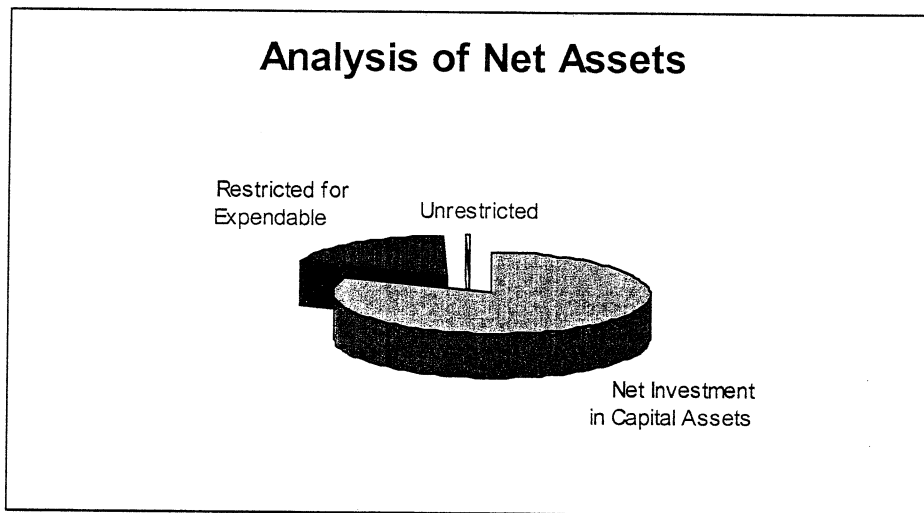 Analysis of Net Assets
Restricted for
Expendable
Unrestricted
Net Investment
in Capital Assets